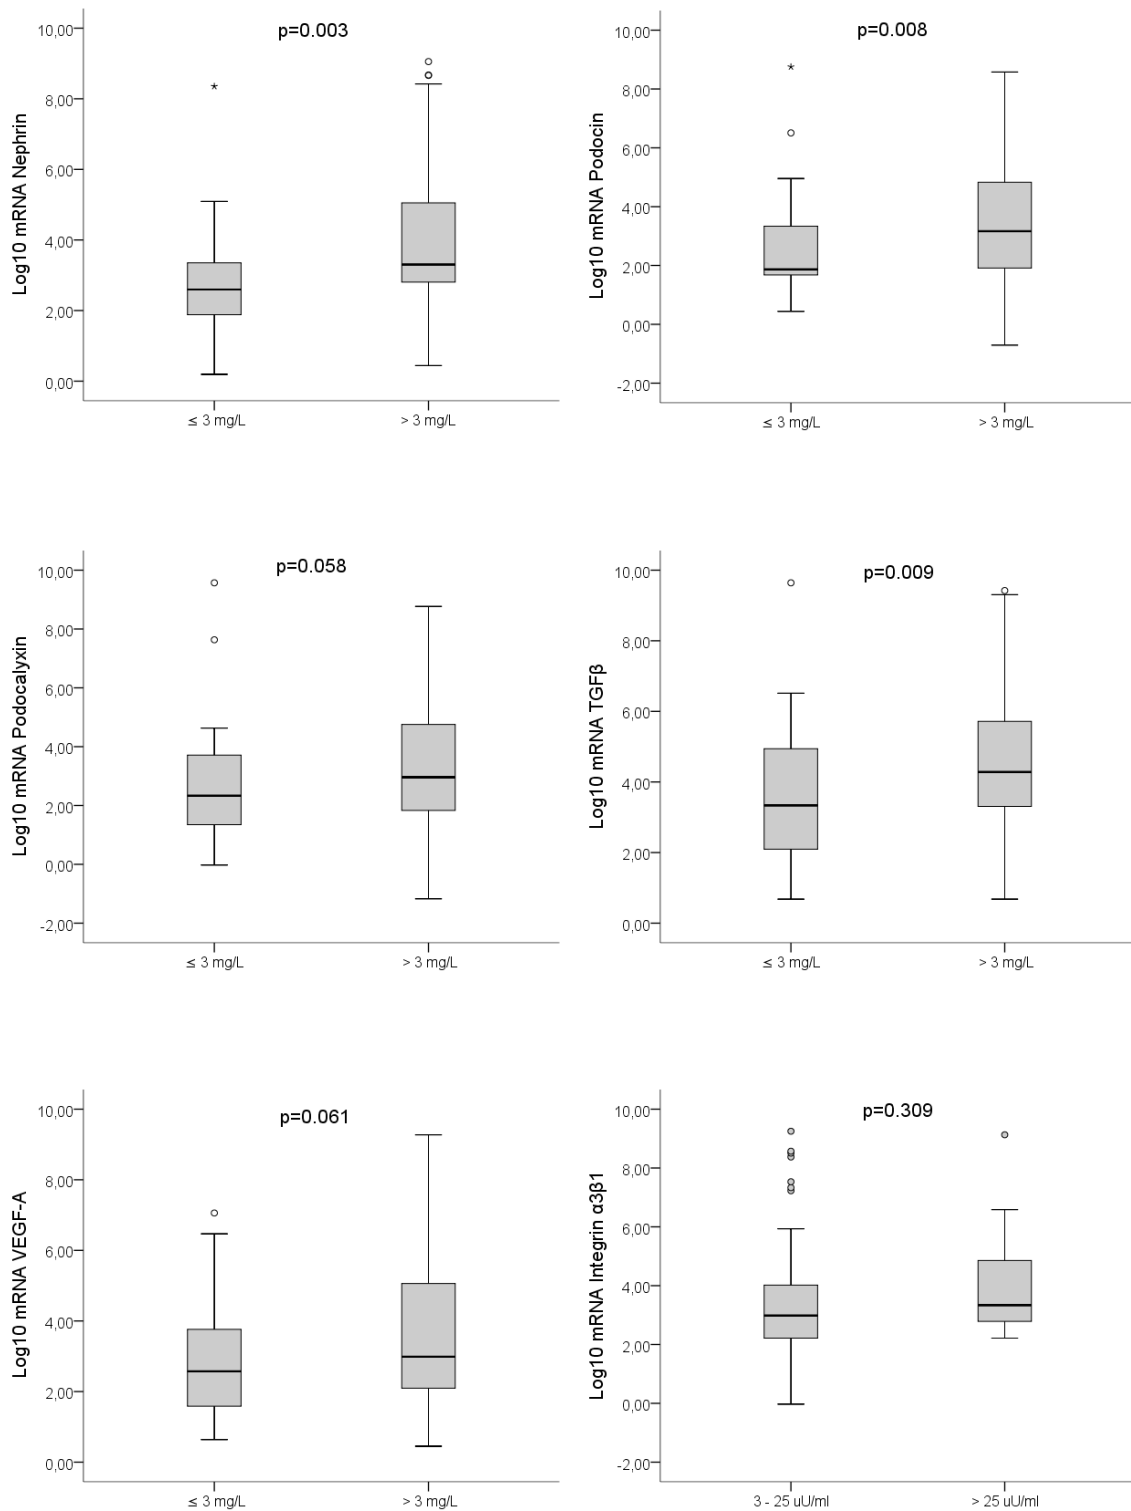 Log10 mRNA Nephrin
p=0.003
10,00
8,00
6,00
4,00
2,00
0,00
≤ 3 mg/L
> 3 mg/L
Log10 mRNA Podocin
p=0.008
10,00
8,00
6,00
4,00
2,00
0,00
-2,00
≤ 3 mg/L
> 3 mg/L
Log10 mRNA Podocalyxin
p=0.058
10,00
8,00
6,00
4,00
2,00
0,00
-2,00
≤ 3 mg/L
> 3 mg/L
Log10 mRNA TGFβ
p=0.009
10,00
8,00
6,00
4,00
2,00
0,00
≤ 3 mg/L
> 3 mg/L
Log10 mRNA VEGF-A
p=0.061
10,00
8,00
6,00
4,00
2,00
0,00
≤ 3 mg/L
> 3 mg/L
Log10 mRNA Integrin α3β1
p=0.309
10,00
8,00
6,00
4,00
2,00
0,00
-2,00
3 - 25 uU/ml
> 25 uU/ml